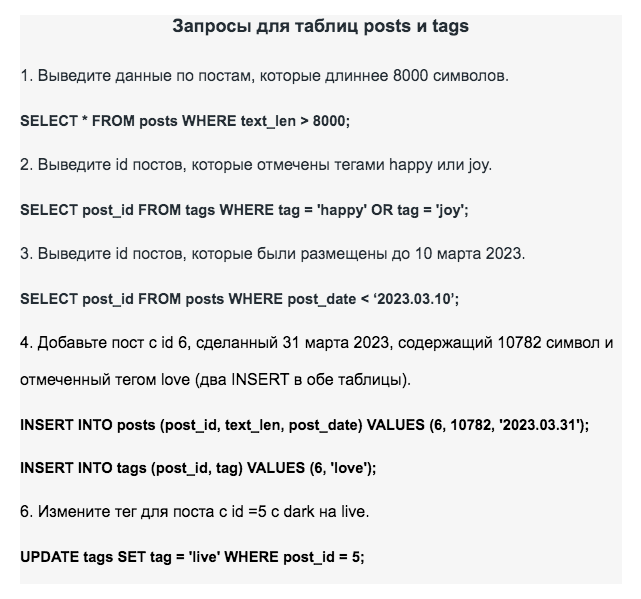 Запросы для таблиц posts и tags
1. Выведите данные по постам, которые длиннее 8000 символов.
SELECT * FROM posts WHERE text_len > 8000;
2. Выведите id постов, которые отмечены тегами happy или joy.
SELECT post_id FROM tags WHERE tag = 'happy' OR tag = 'joy';
3. Выведите id постов, которые были размещены до 10 марта 2023.
SELECT post_id FROM posts WHERE post_date < ‘2023.03.10’;
4. Добавьте пост с id 6, сделанный 31 марта 2023, содержащий 10782 символ и
отмеченный тегом love (два INSERT в обе таблицы).
INSERT INTO posts (post_id, text_len, post_date) VALUES (6, 10782, '2023.03.31');
INSERT INTO tags (post_id, tag) VALUES (6, 'love');
6. Измените тег для поста с id =5 с dark на live.
UPDATE tags SET tag = 'live' WHERE post_id = 5;